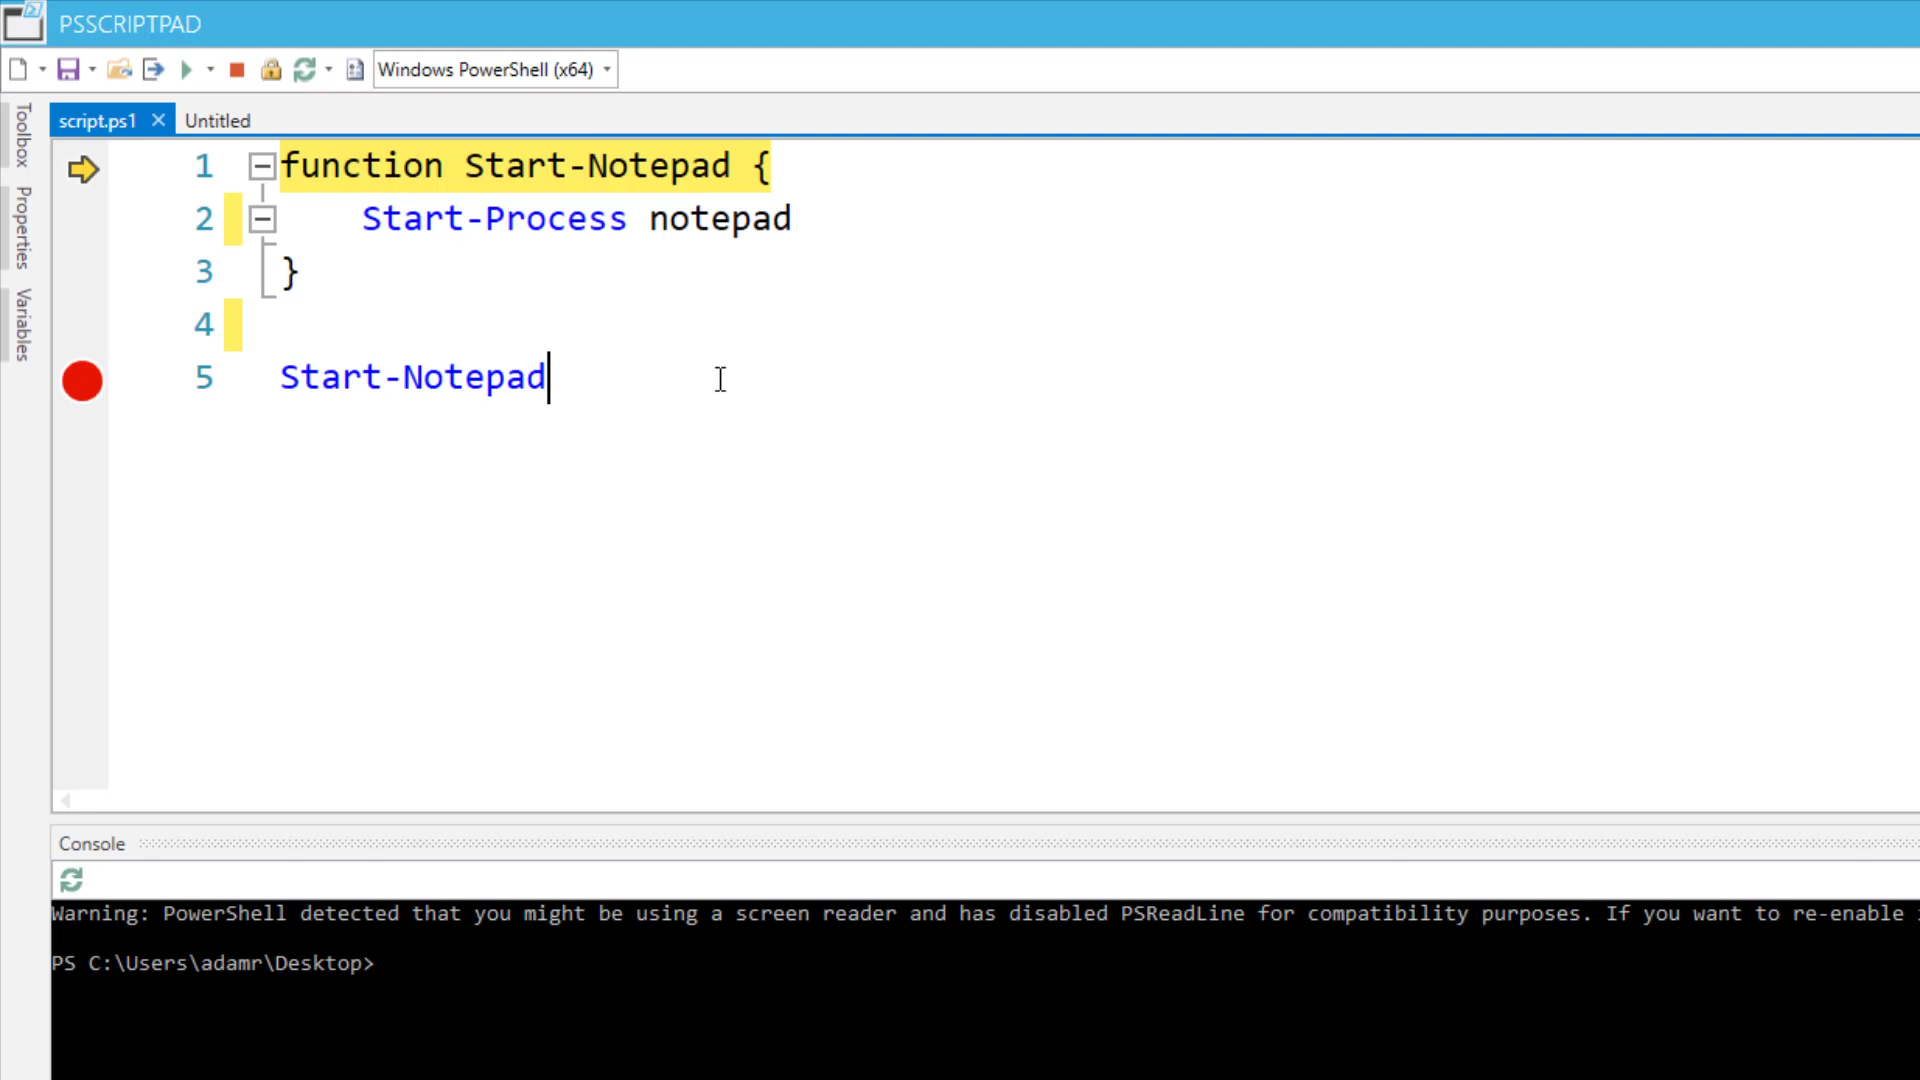 PSSCRIPTPAD
Windows PowerShell (x64)
script.ps1 Untitled
Toolbox
Properties
Variables
1 function Start-Notepad {
2 Start-Process notepad
3 }
4
5 Start-Notepad
Console
Warning: PowerShell detected that you might be using a screen reader and has disabled PSReadLine for compatibility purposes. If you want to re-enable
PS C:\Users\adamr\Desktop>